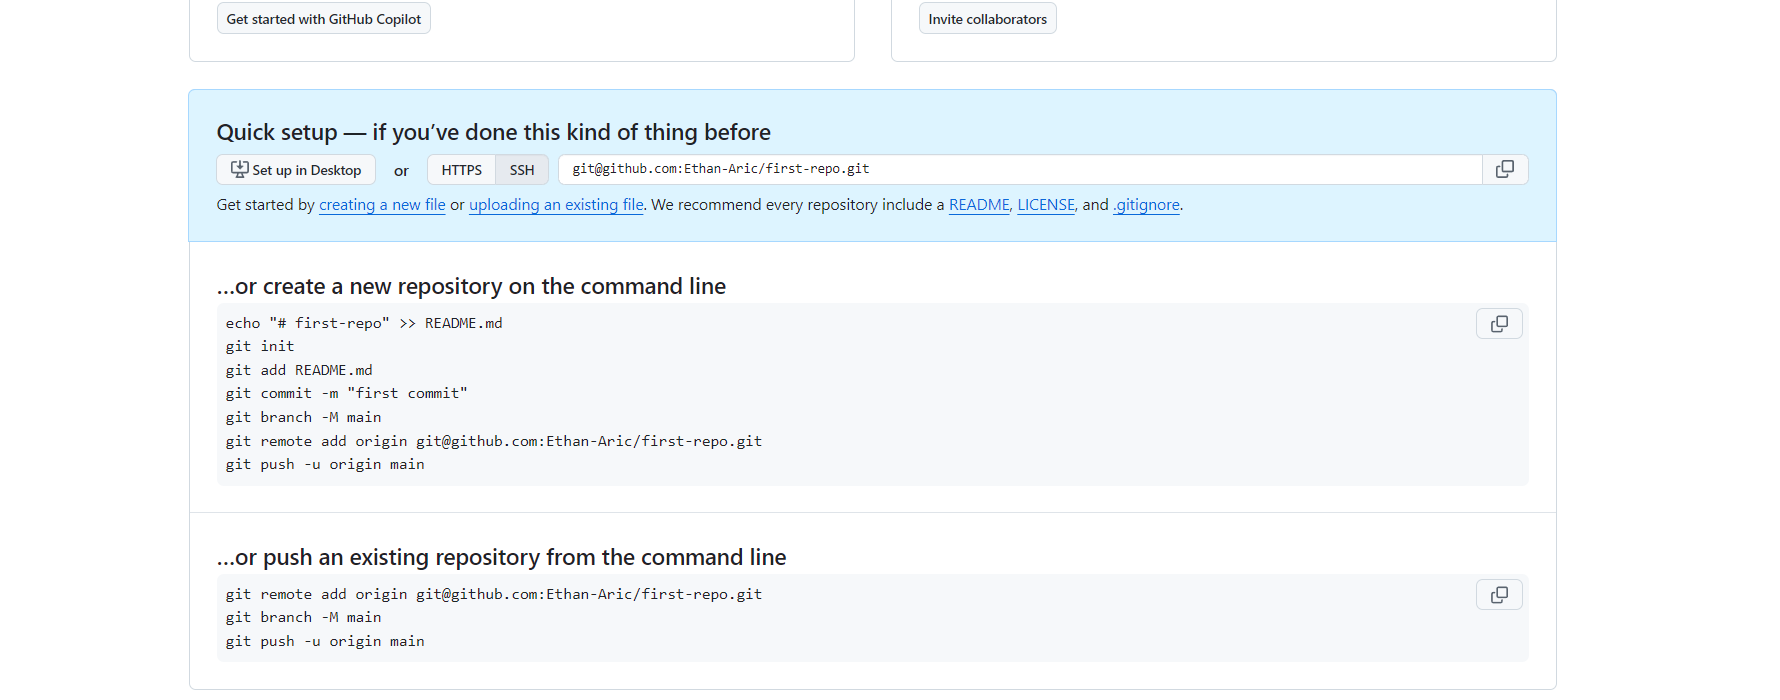 Get started with GitHub Copilot
Invite collaborators
Quick setup — if you’ve done this kind of thing before
Set up in Desktop or HTTPS SSH git@github.com:Ethan-Aric/first-repo.git
Get started by creating a new file or uploading an existing file. We recommend every repository include a README, LICENSE, and .gitignore.
…or create a new repository on the command line
echo "# first-repo" >> README.md
git init
git add README.md
git commit -m "first commit"
git branch -M main
git remote add origin git@github.com:Ethan-Aric/first-repo.git
git push -u origin main
…or push an existing repository from the command line
git remote add origin git@github.com:Ethan-Aric/first-repo.git
git branch -M main
git push -u origin main